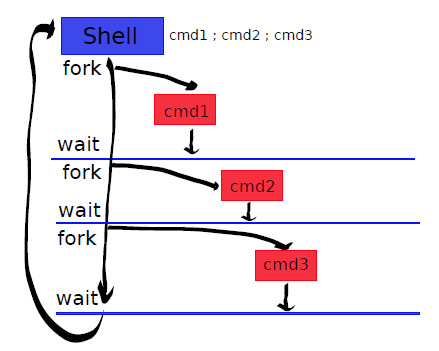 Shell
cmd1 ; cmd2 ; cmd3
fork
cmd1
wait
fork
cmd2
wait
fork
cmd3
wait